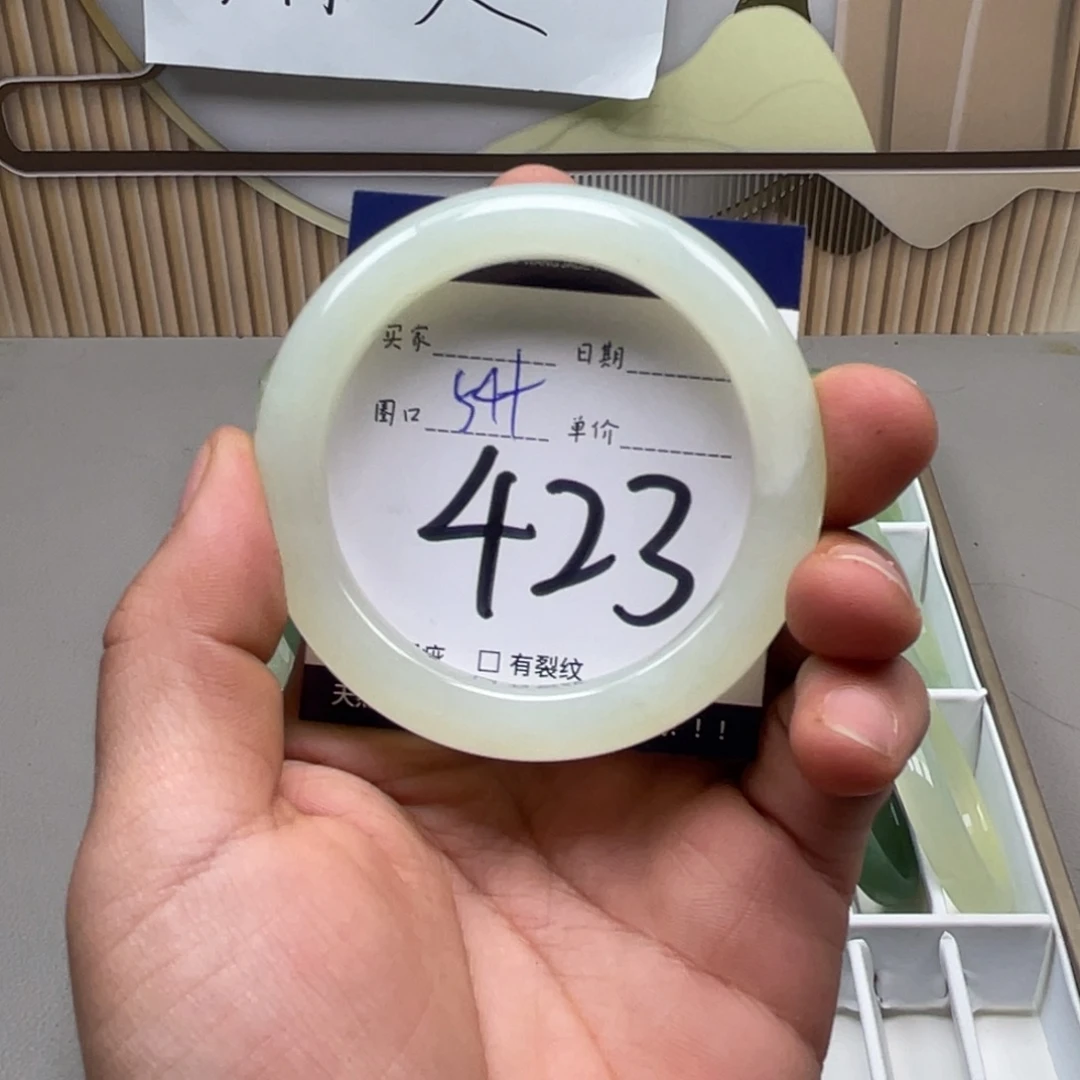 买家 日期
圈口 54+ 单价
423
□ 有裂纹
！！